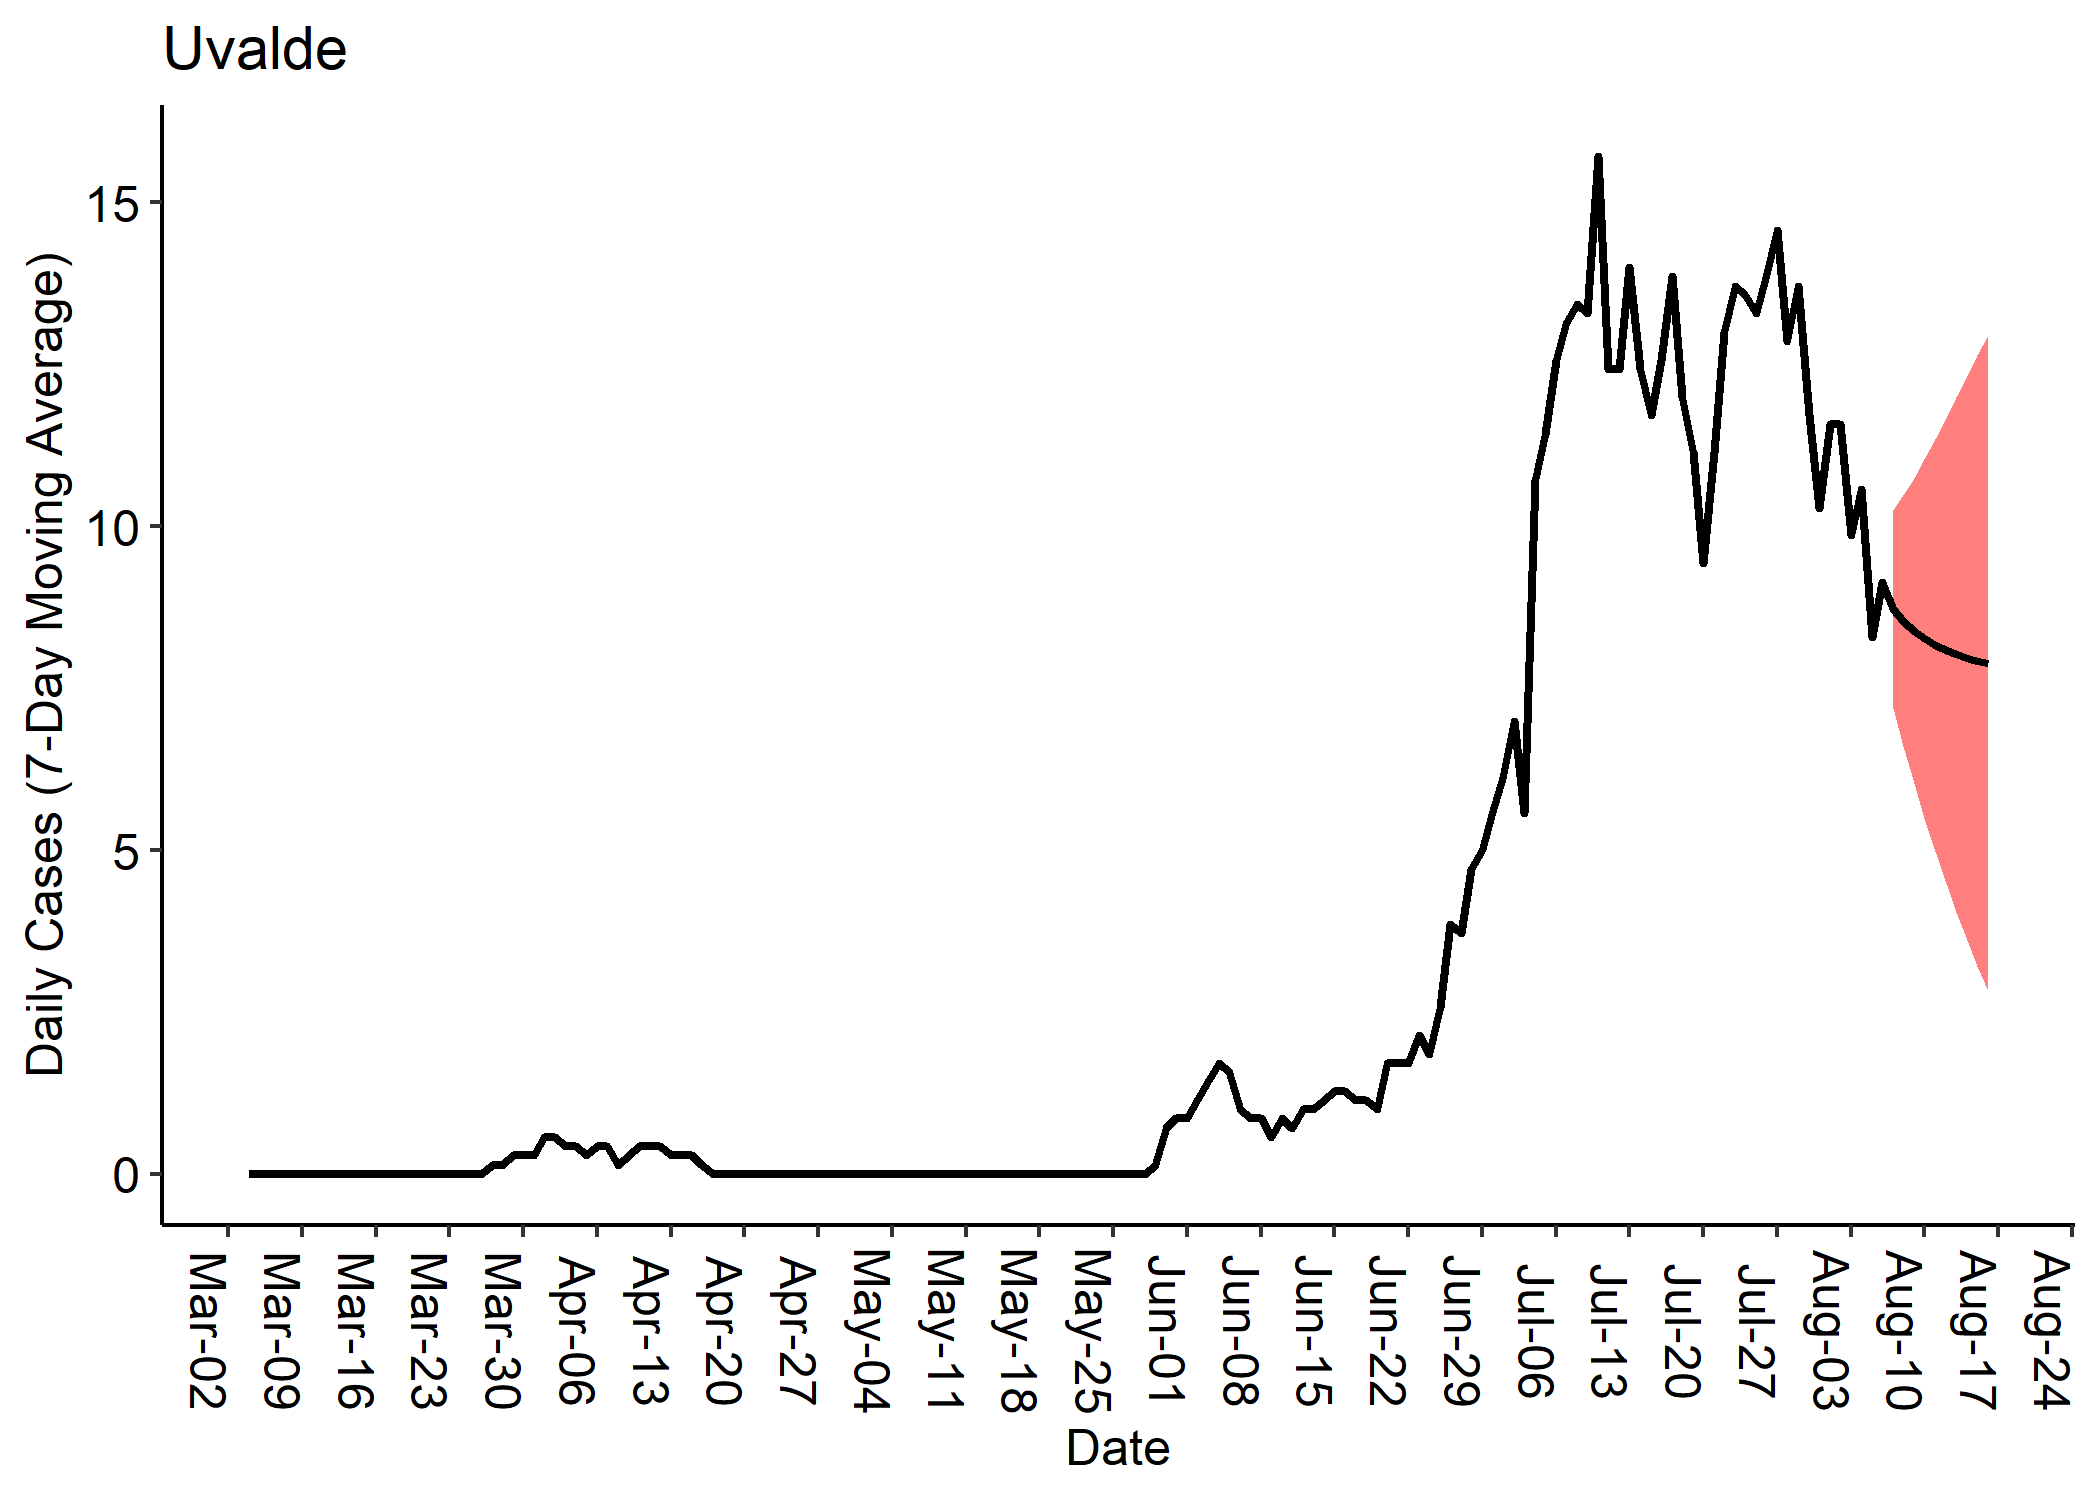 Uvalde
Daily Cases (7-Day Moving Average)
15
10
5
0
Mar-02
Mar-09
Mar-16
Mar-23
Mar-30
Apr-06
Apr-13
Apr-20
Apr-27
May-04
May-11
May-18
May-25
Jun-01
Jun-08
Jun-15
Jun-22
Jun-29
Jul-06
Jul-13
Jul-20
Jul-27
Aug-03
Aug-10
Aug-17
Aug-24
Date